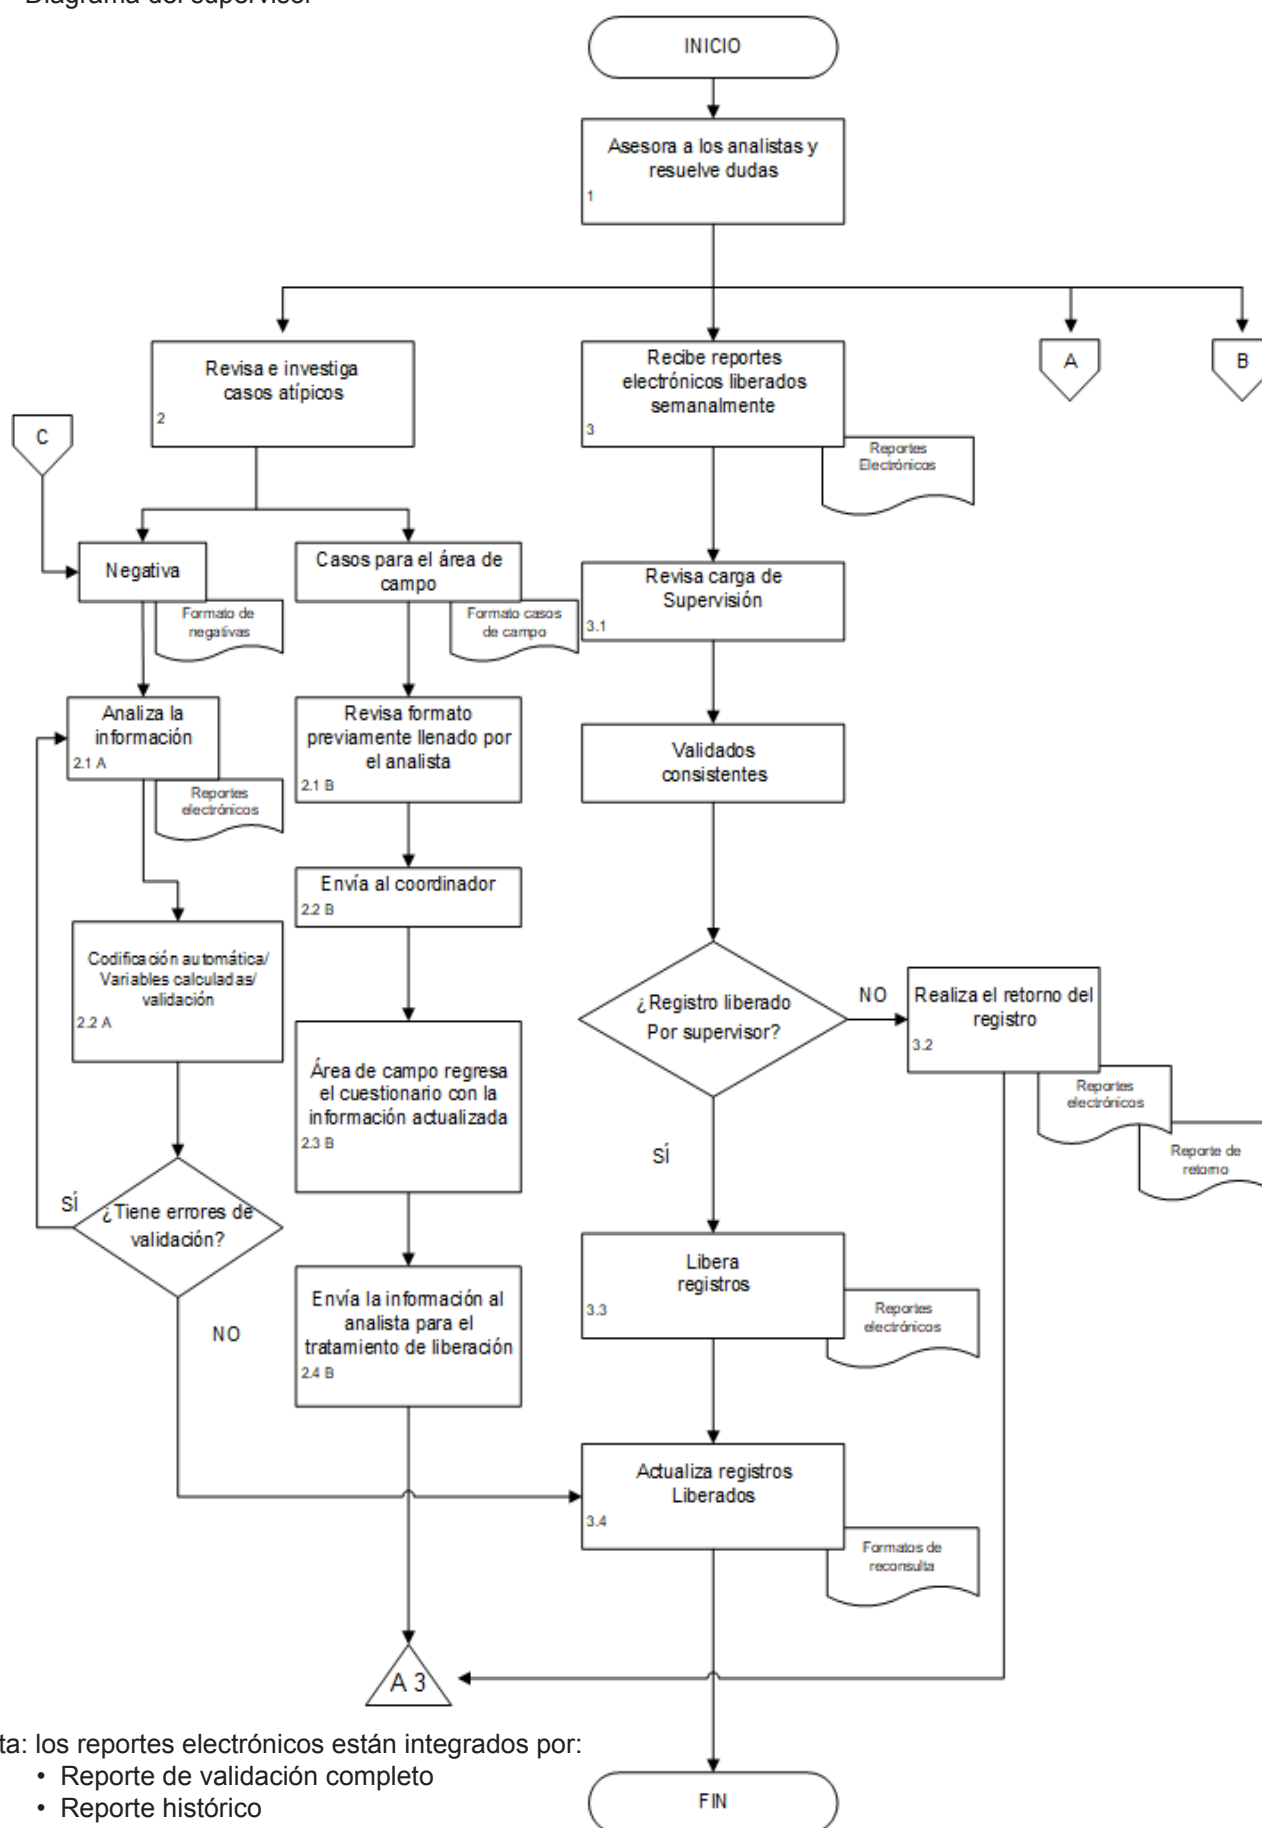 Diagrama del supervisor
INICIO
Asesora a los analistas y
resuelve dudas
1
Revisa e investiga
casos atípicos
2
Recibe reportes
electrónicos liberados
semanalmente
3
Reportes
Electrónicos
A
B
C
Negativa
Formato de
negativas
Casos para el área de
campo
Formato casos
de campo
Revisa carga de
Supervisión
3.1
Analiza la
información
2.1 A
Reportes
electrónicos
Revisa formato
previamente llenado por
el analista
2.1 B
Validados
consistentes
Envía al coordinador
2.2 B
Codificación automática/
Variables calculadas/
validación
2.2 A
¿Registro liberado
Por supervisor?
NO
Realiza el retorno del
registro
3.2
Reportes
electrónicos
Reporte de
retorno
Área de campo regresa
el cuestionario con la
información actualizada
2.3 B
SÍ
SÍ
¿Tiene errores de
validación?
NO
Envía la información al
analista para el
tratamiento de liberación
2.4 B
Libera
registros
3.3
Reportes
electrónicos
Actualiza registros
Liberados
3.4
Formatos de
reconsulta
A 3
ta: los reportes electrónicos están integrados por:
• Reporte de validación completo
• Reporte histórico
FIN